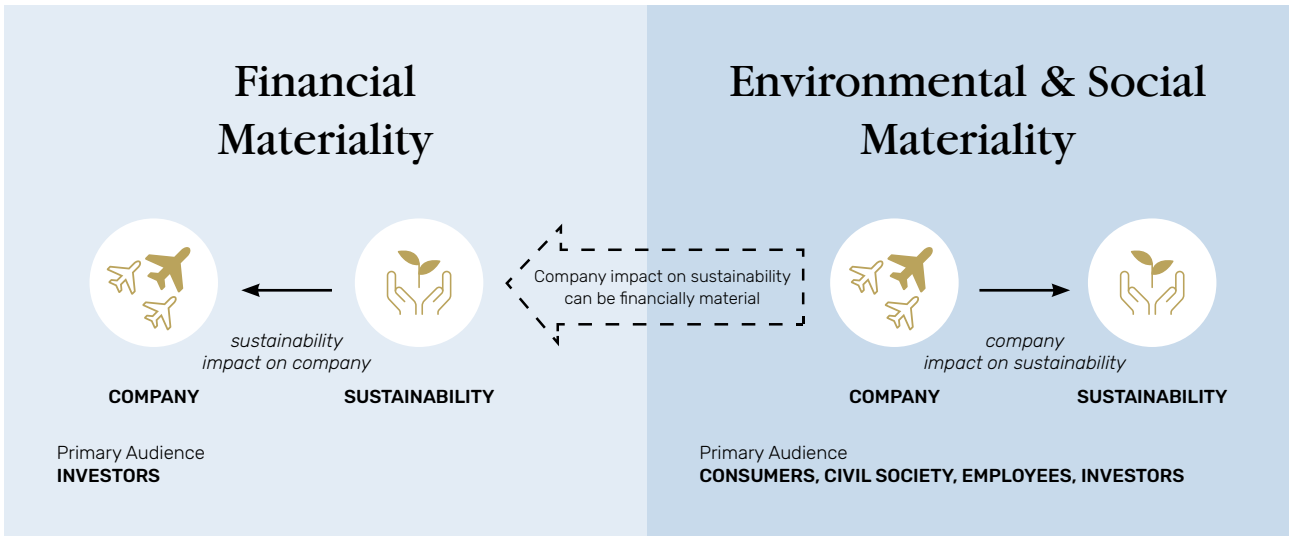 Financial
Materiality
sustainability
impact on company
COMPANY
SUSTAINABILITY
Primary Audience
INVESTORS
Company impact on sustainability
can be financially material
Environmental & Social
Materiality
company
impact on sustainability
COMPANY
SUSTAINABILITY
Primary Audience
CONSUMERS, CIVIL SOCIETY, EMPLOYEES, INVESTORS